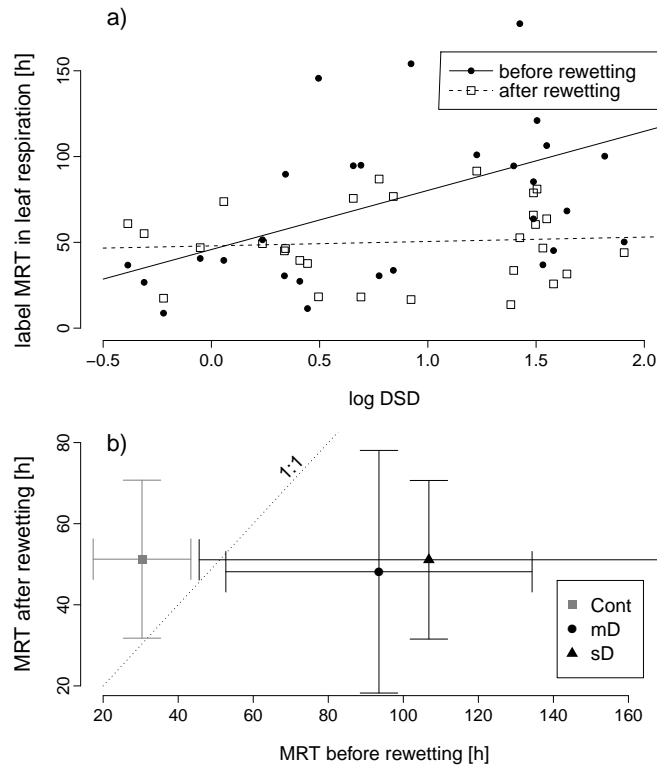 a)
label MRT in leaf respiration [h]
150
100
50
0
before rewetting
after rewetting
−0.5 0.0 0.5 1.0 1.5 2.0
log DSD
b)
MRT after rewetting [h]
80
60
40
20
1:1
Cont
mD
sD
20 40 60 80 100 120 140 160
MRT before rewetting [h]